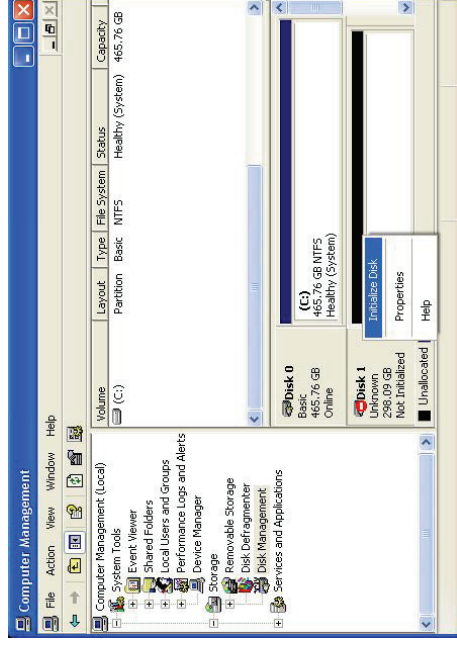 Computer Management
File Action View Window Help
Computer Management (Local)
System Tools
Event Viewer
Shared Folders
Local Users and Groups
Performance Logs and Alerts
Device Manager
Storage
Removable Storage
Disk Defragmenter
Disk Management
Services and Applications
Volume Layout Type File System Status Capacity
(C:) Partition Basic NTFS Healthy (System) 465.76 GB
Disk 0
Basic
465.76 GB
Online
(C:)
465.76 GB NTFS
Healthy (System)
Disk 1
Unknown
298.09 GB
Not Initialized
Initialize Disk
Properties
Help
Unallocated